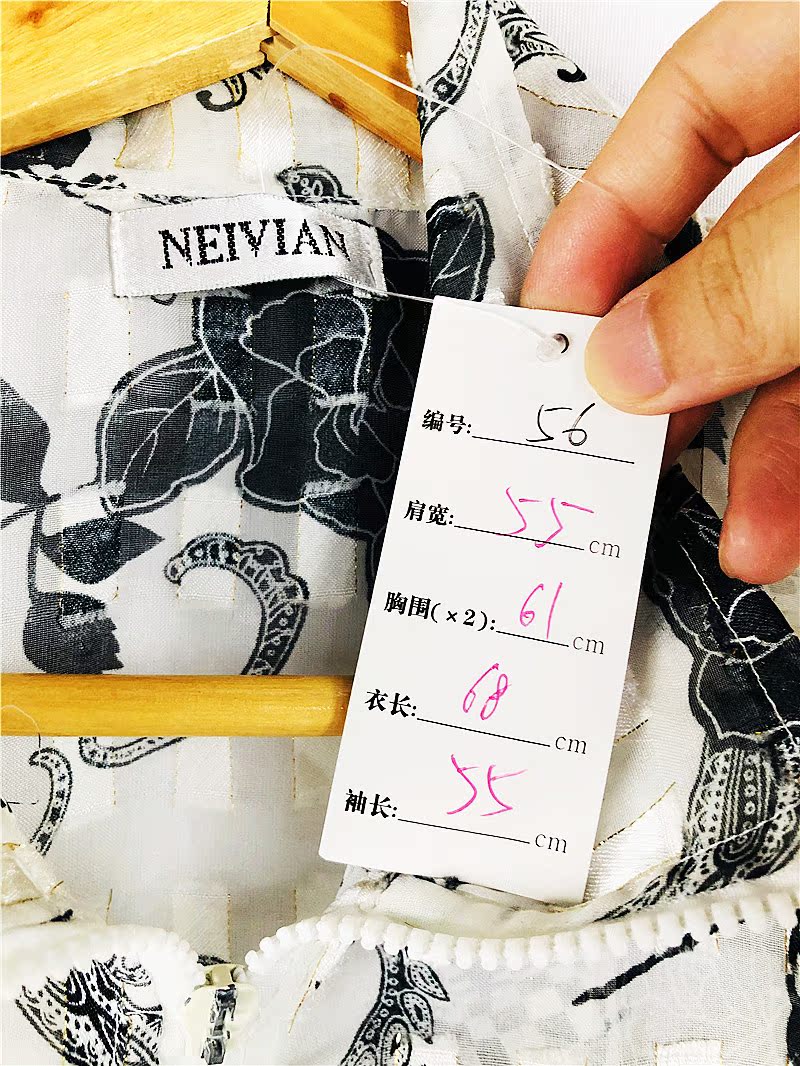 NEIVIAN
编号: 56
肩宽: 55 cm
胸围(×2): 61 cm
衣长: 68 cm
袖长: 55 cm